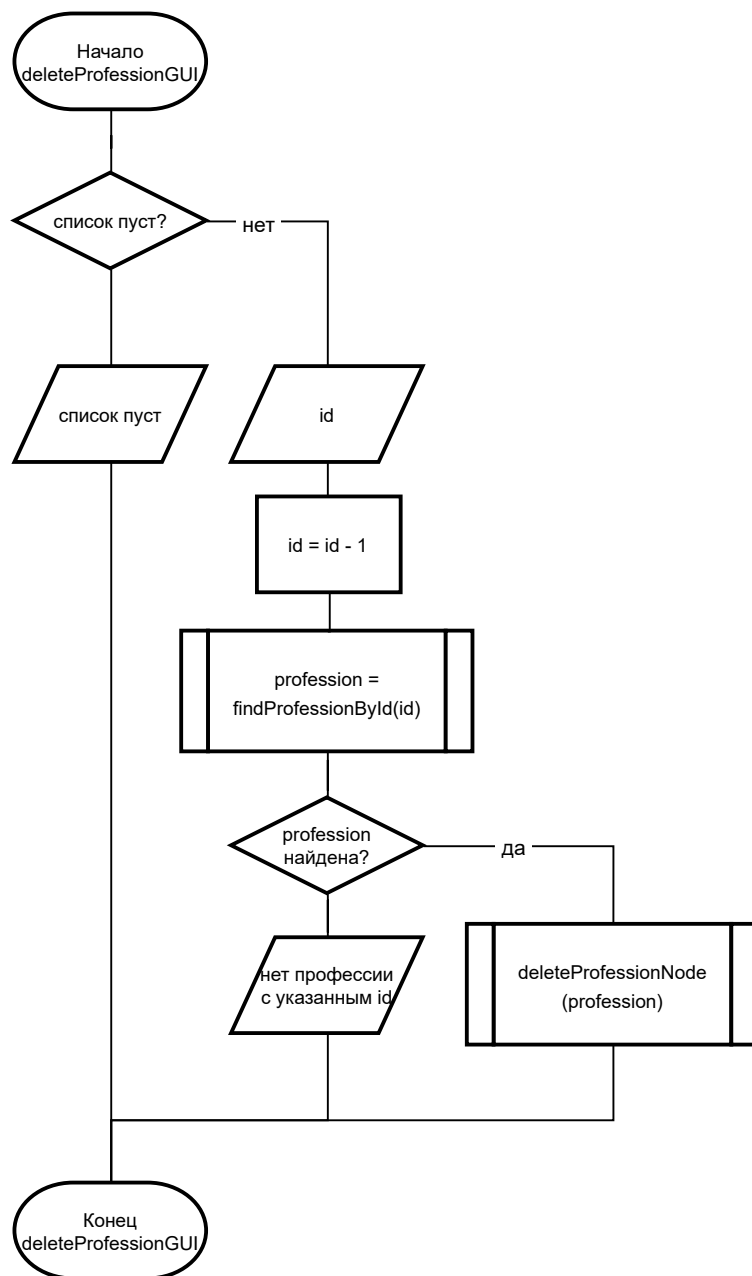 Начало
deleteProfessionGUI
список пуст?
нет
список пуст
id
id = id - 1
profession =
findProfessionById(id)
profession
найдена?
да
нет профессии
с указанным id
deleteProfessionNode
(profession)
Конец
deleteProfessionGUI